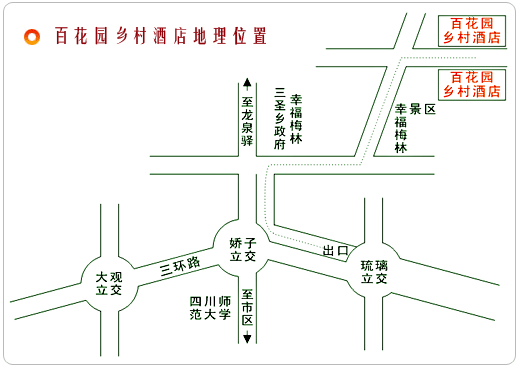 百花园乡村酒店地理位置
百花园
乡村酒店
百花园
乡村酒店
至龙泉驿
三圣乡政府
幸福梅林
幸福梅林
景区
出口
娇子
立交
三环路
大观
立交
琉璃
立交
四川师
范大学
至市区